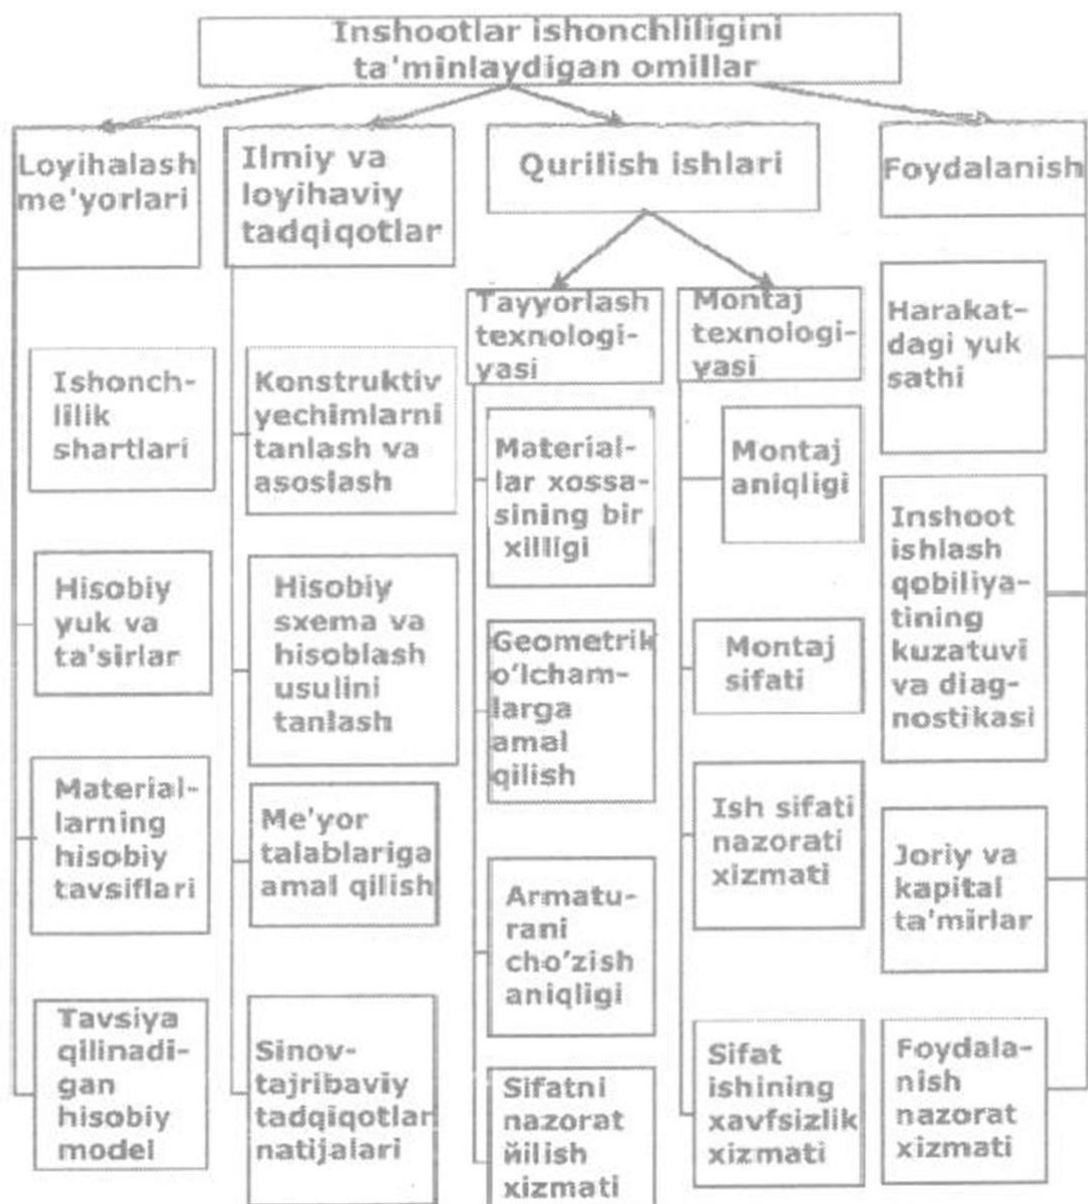 Inshootlar ishonchliligini
ta'minlaydigan omillar
Loyihalash
me'yorlari
Ilmiy va
loyihaviy
tadqiqotlar
Qurilish ishlari
Foydalanish
Tayyorlash
texnologi-
yasi
Montaj
texnologi-
yasi
Ishonch-
lilik
shartlari
Hisobiy
yuk va
ta'sirlar
Material-
larning
hisobiy
tavsiflari
Tavsiya
qilinadi-
gan
hisobiy
model
Konstruktiv
yechimlarni
tanlash va
asoslash
Hisobiy
sxema va
hisoblash
usulini
tanlash
Me'yor
talablariga
amal qilish
Sinov-
tajribaviy
tadqiqotlar
natijalari
Material-
lar xossa-
sining bir
xilligi
Geometrik
o'lcham-
larga
amal
qilish
Armatu-
rani
cho'zish
aniqligi
Sifatni
nazorat
йilish
xizmati
Montaj
aniqligi
Montaj
sifati
Ish sifati
nazorati
xizmati
Sifat
ishining
xavfsizlik
xizmati
Harakat-
dagi yuk
sathi
Inshoot
ishlash
qobiliya-
tining
kuzatuvi
va diag-
nostikasi
Joriy va
kapital
ta'mirlar
Foydala-
nish
nazorat
xizmati